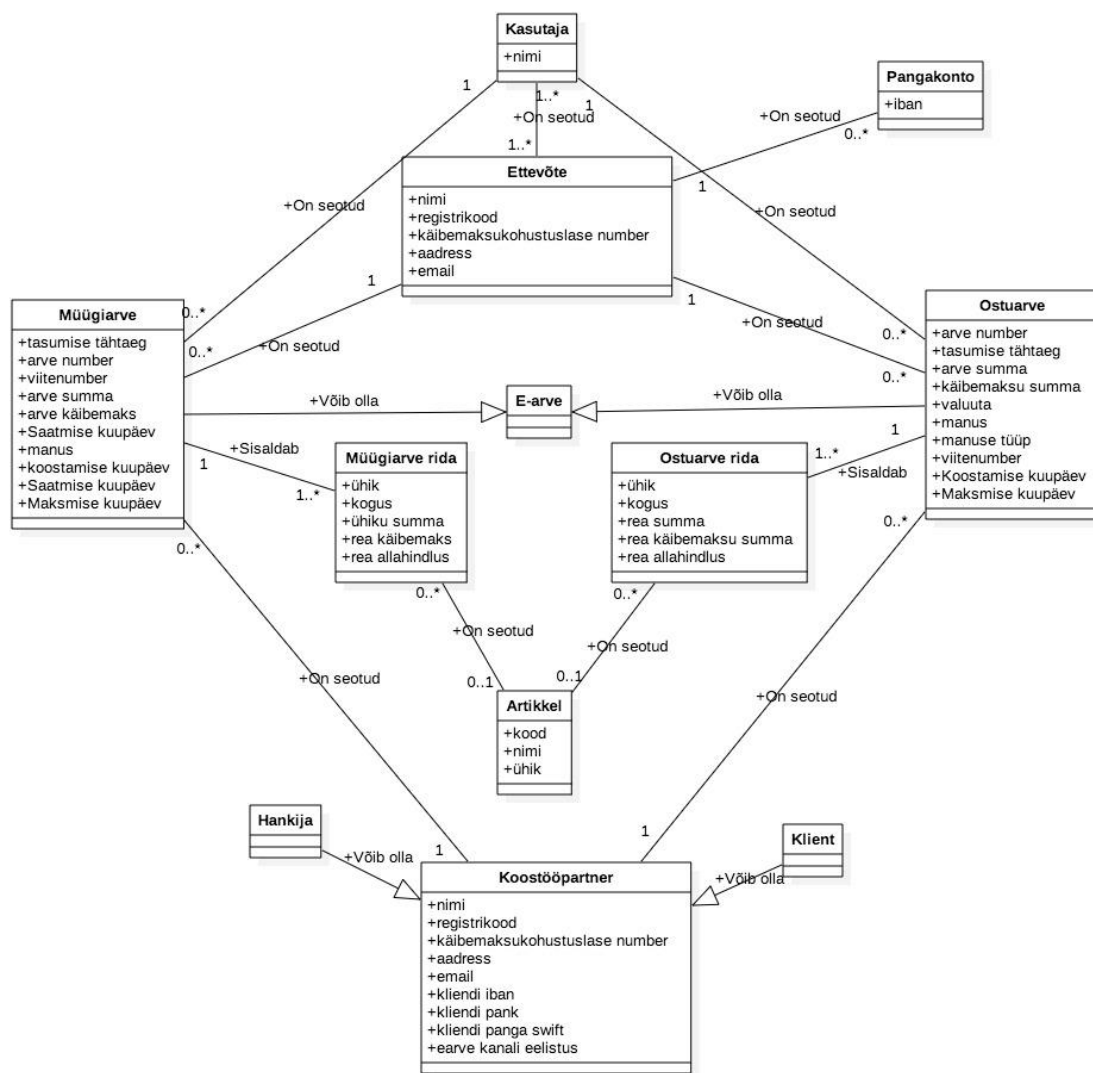 Kasutaja
+nimi
Pangakonto
+iban
1
1..*
1
+On seotud
1..*
+On seotud
0..*
Ettevõte
+nimi
+registrikood
+käibemaksukohustuslase number
+aadress
+email
1
+On seotud
+On seotud
1
1
Müügiarve
+tasumise tähtaeg
+arve number
+viitenumber
+arve summa
+arve käibemaks
+Saatmise kuupäev
+manus
+koostamise kuupäev
+Saatmise kuupäev
+Maksmise kuupäev
0..*
0..*
+On seotud
+On seotud
0..*
0..*
Ostuarve
+arve number
+tasumise tähtaeg
+arve summa
+käibemaksu summa
+valuuta
+manus
+manuse tüüp
+viitenumber
+Koostamise kuupäev
+Maksmise kuupäev
+Võib olla
E-arve
+Võib olla
+Sisaldab
1
1..*
Müügiarve rida
+ühik
+kogus
+ühiku summa
+rea käibemaks
+rea allahindlus
Ostuarve rida
+ühik
+kogus
+rea summa
+rea käibemaksu summa
+rea allahindlus
1
1..*
+Sisaldab
0..*
0..*
0..*
0..*
+On seotud
+On seotud
0..1
0..1
+On seotud
+On seotud
Artikkel
+kood
+nimi
+ühik
Hankija
+Võib olla
1
1
Klient
+Võib olla
Koostööpartner
+nimi
+registrikood
+käibemaksukohustuslase number
+aadress
+email
+kliendi iban
+kliendi pank
+kliendi panga swift
+earve kanali eelistus